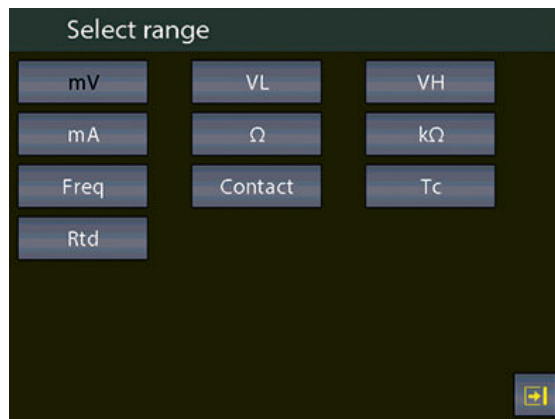 Select range
mV VL VH
mA Ω kΩ
Freq Contact Tc
Rtd